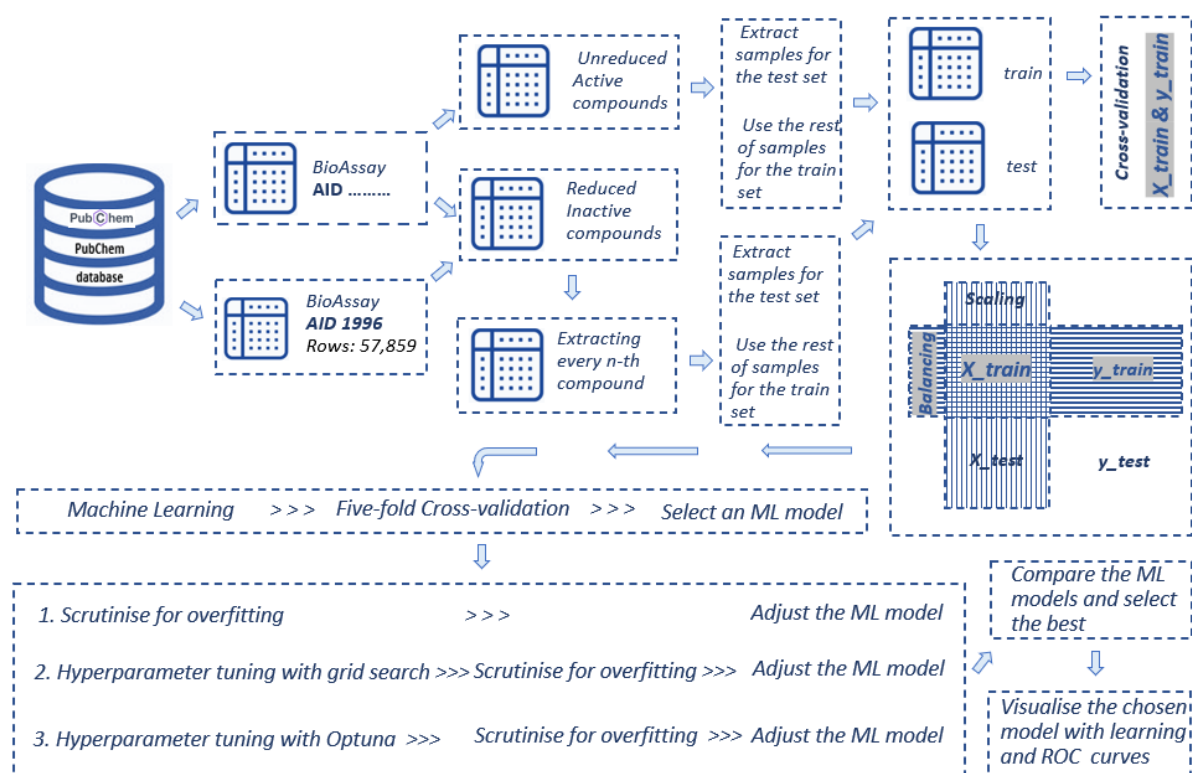 PubChem
PubChem
database
BioAssay
AID .........
BioAssay
AID 1996
Rows: 57,859
Unreduced
Active
compounds
Reduced
Inactive
compounds
Extracting
every n-th
compound
Extract
samples for
the test set
Use the rest
of samples
for the train
set
Extract
samples for
the test set
Use the rest
of samples
for the train
set
train
test
Cross-validation
X_train & y_train
Scaling
Balancing
X_train
y_train
X_test
y_test
Machine Learning > > > Five-fold Cross-validation > > > Select an ML model
1. Scrutinise for overfitting > > > Adjust the ML model
2. Hyperparameter tuning with grid search >>> Scrutinise for overfitting >>> Adjust the ML model
3. Hyperparameter tuning with Optuna >>> Scrutinise for overfitting >>> Adjust the ML model
Compare the ML
models and select
the best
Visualise the chosen
model with learning
and ROC curves